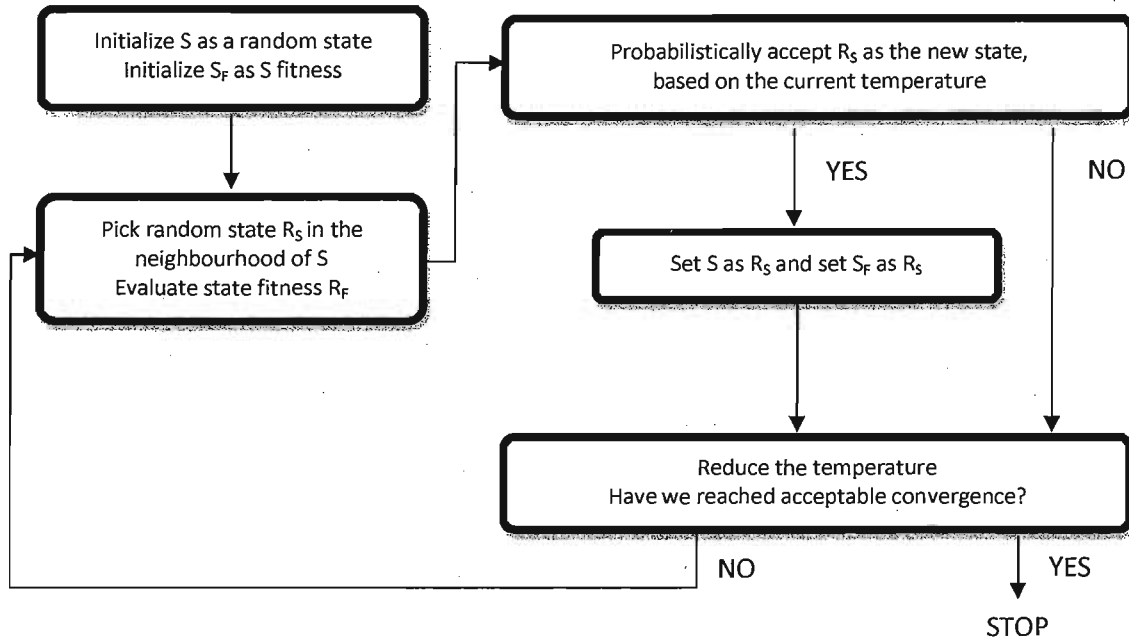 Initialize S as a random state
Initialize S_F as S fitness
Pick random state R_S in the
neighbourhood of S
Evaluate state fitness R_F
Probabilistically accept R_S as the new state,
based on the current temperature
YES
NO
Set S as R_S and set S_F as R_S
Reduce the temperature
Have we reached acceptable convergence?
NO
YES
STOP